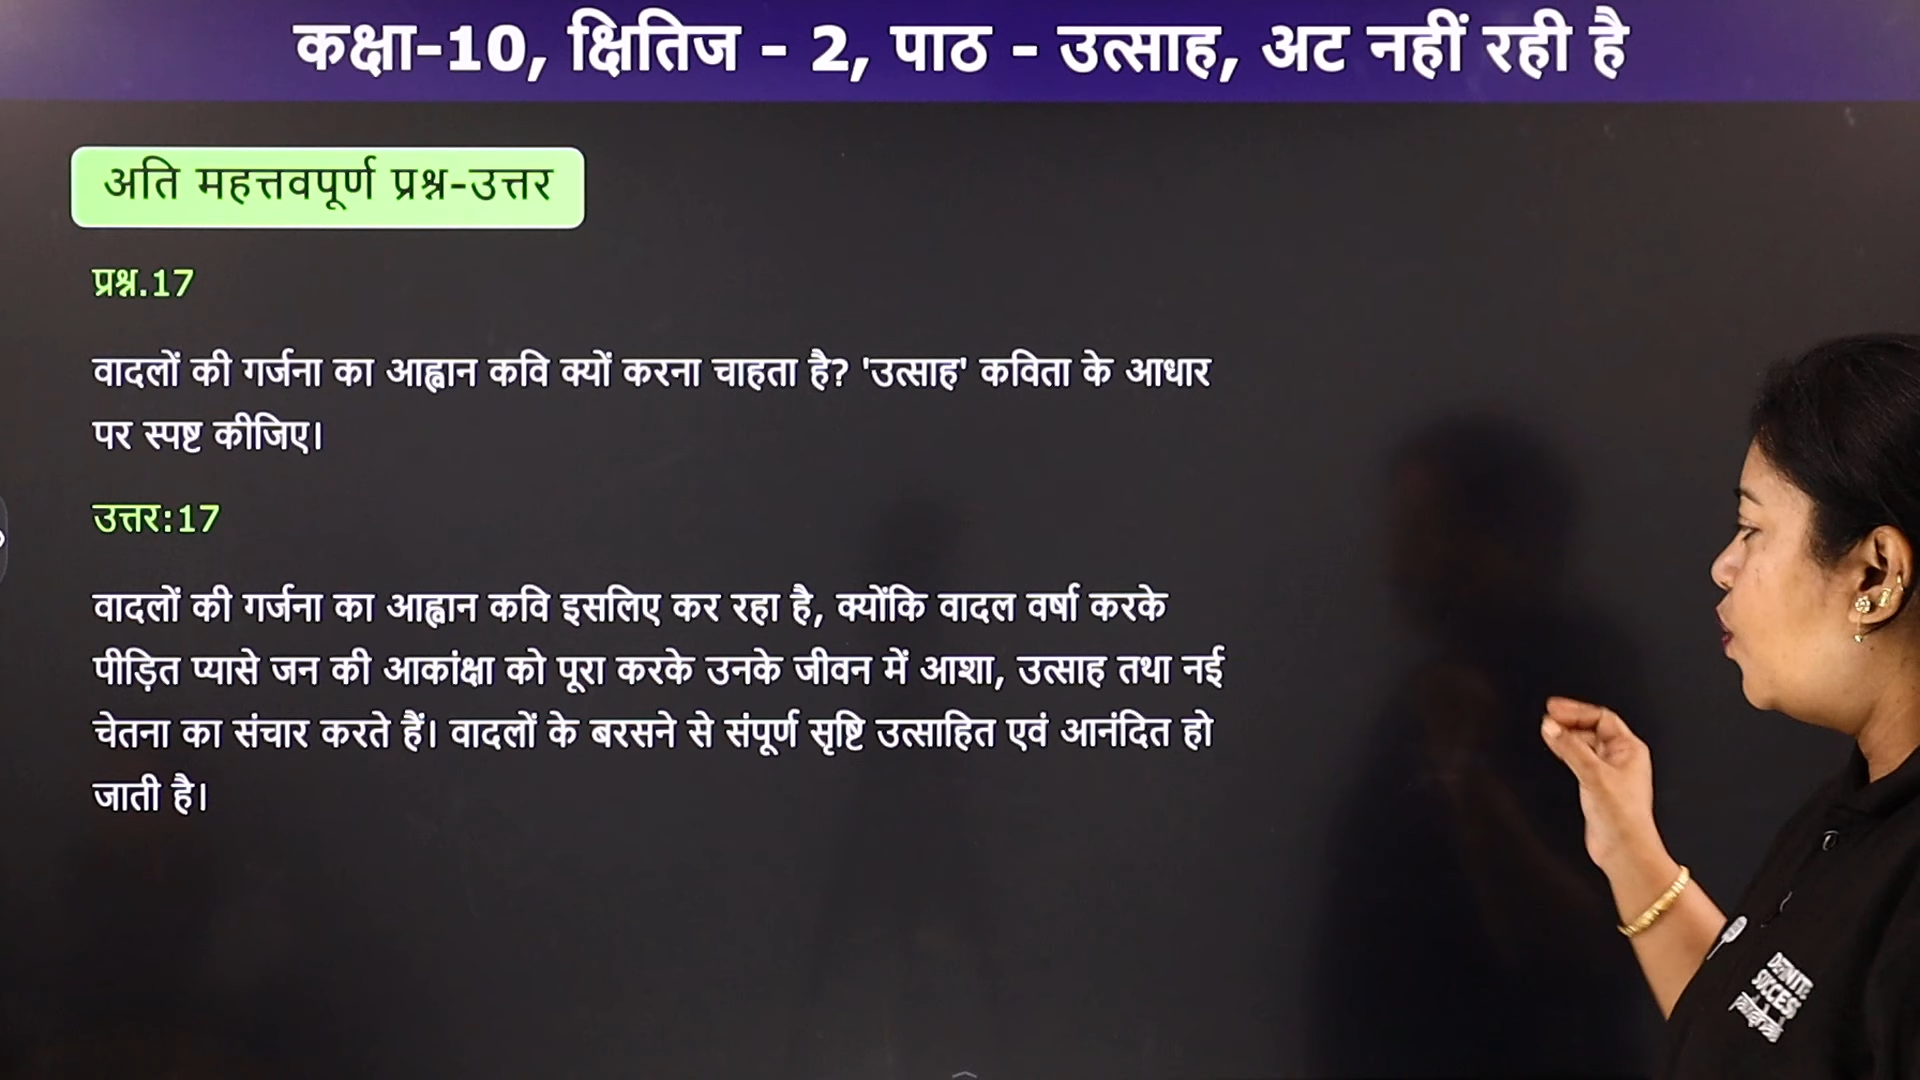 कक्षा-10, क्षितिज - 2, पाठ - उत्साह, अट नहीं रही है
अति महत्तवपूर्ण प्रश्न-उत्तर
प्रश्न.17
वादलों की गर्जना का आह्वान कवि क्यों करना चाहता है? 'उत्साह' कविता के आधार
पर स्पष्ट कीजिए।
उत्तर:17
वादलों की गर्जना का आह्वान कवि इसलिए कर रहा है, क्योंकि वादल वर्षा करके
पीड़ित प्यासे जन की आकांक्षा को पूरा करके उनके जीवन में आशा, उत्साह तथा नई
चेतना का संचार करते हैं। वादलों के बरसने से संपूर्ण सृष्टि उत्साहित एवं आनंदित हो
जाती है।
DEFINITE
SUCCESS